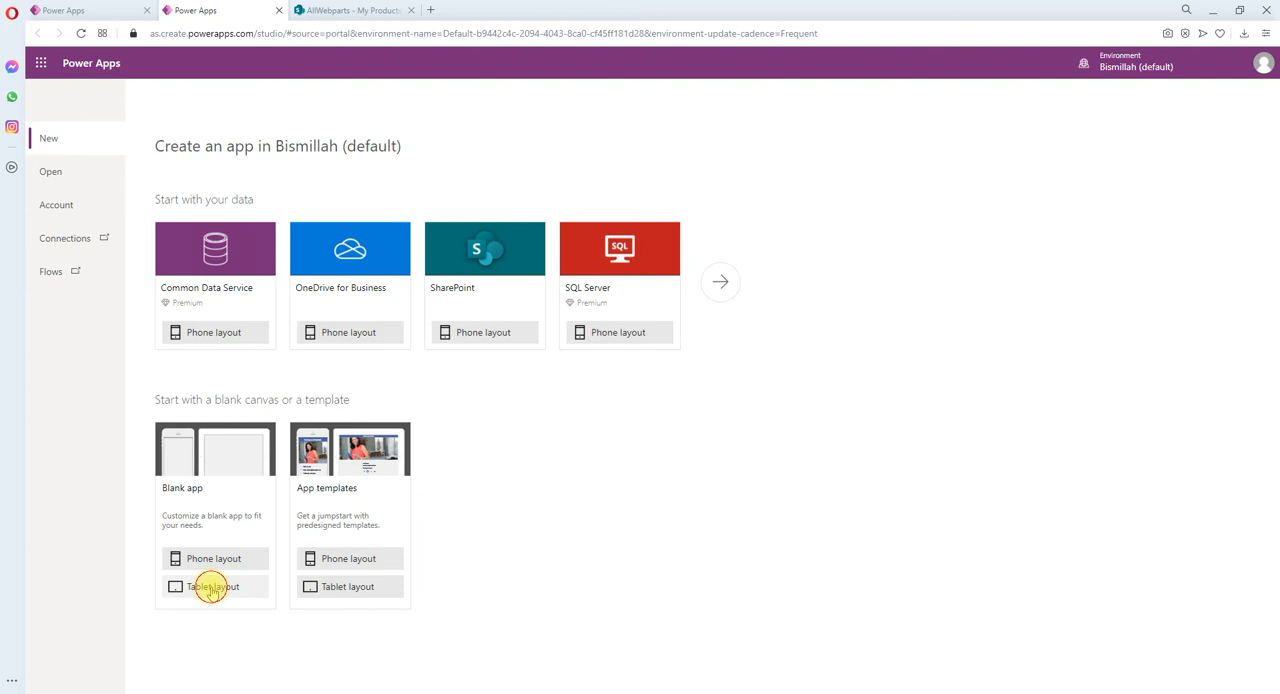 Power Apps
Power Apps
AllWebparts - My Products
as.create.powerapps.com/studio/#source=portal&environment-name=Default-b9442c4c-2094-4043-8ca0-cf45ff181d28&environment-update-cadence=Frequent
Power Apps
Environment
Bismillah (default)
New
Open
Account
Connections
Flows
Create an app in Bismillah (default)
Start with your data
Common Data Service
Premium
Phone layout
OneDrive for Business
Phone layout
S
SharePoint
Phone layout
SQL
SQL Server
Premium
Phone layout
Start with a blank canvas or a template
Blank app
Customize a blank app to fit
your needs.
Phone layout
Tablet layout
App templates
Get a jumpstart with
predesigned templates.
Phone layout
Tablet layout